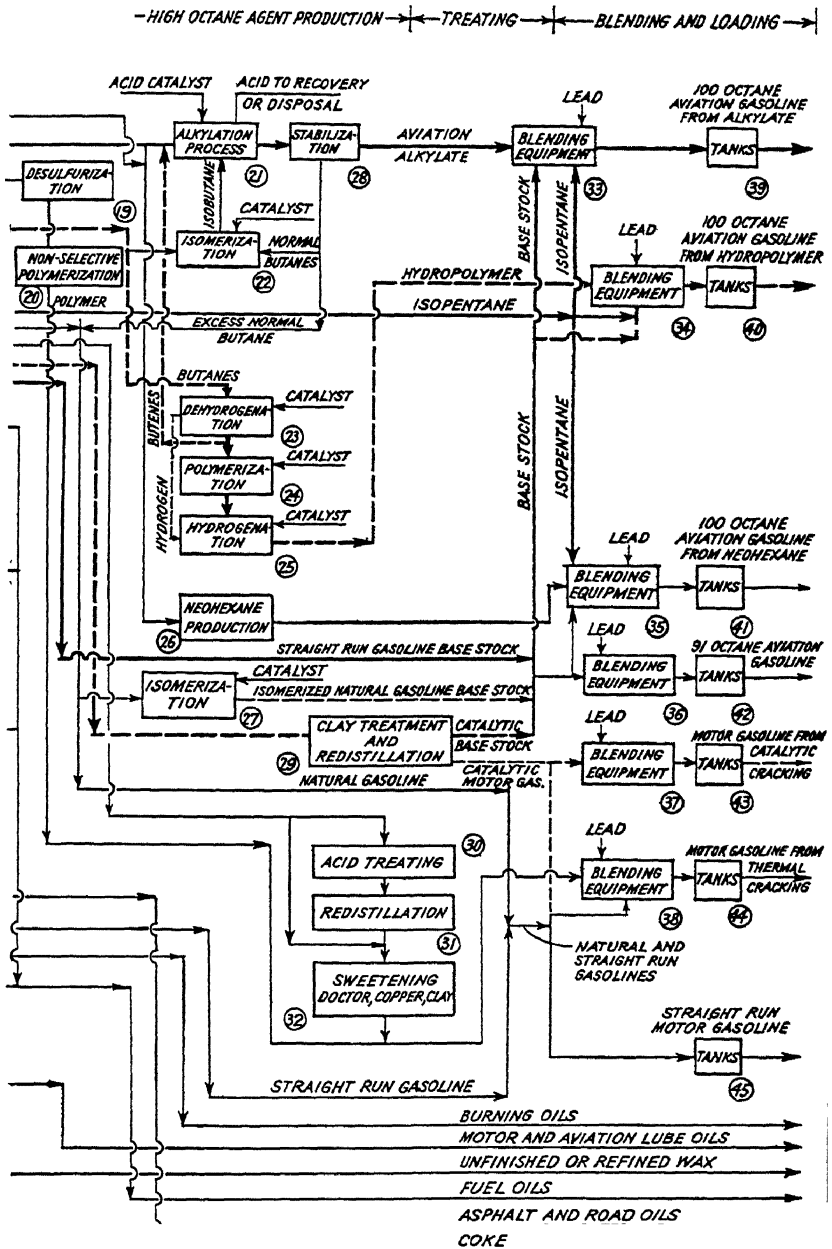 HIGH OCTANE AGENT PRODUCTION
TREATING
BLENDING AND LOADING
ACID CATALYST
ACID TO RECOVERY
OR DISPOSAL
ALKYLATION
PROCESS
21
STABILIZA-
TION
28
AVIATION
ALKYLATE
LEAD
BLENDING
EQUIPMENT
33
100 OCTANE
AVIATION GASOLINE
FROM ALKYLATE
TANKS
39
DESULFURIZA-
TION
19
ISOBUTANE
CATALYST
ISOMERIZA-
TION
22
NORMAL
BUTANES
NON-SELECTIVE
POLYMERIZATION
20
POLYMER
BASE STOCK
ISOPENTANE
LEAD
HYDROPOLYMER
BLENDING
EQUIPMENT
34
100 OCTANE
AVIATION GASOLINE
FROM HYDROPOLYMER
TANKS
40
ISOPENTANE
EXCESS NORMAL
BUTANE
BUTANES
BUTENES
DEHYDROGENA-
TION
23
CATALYST
HYDROGEN
POLYMERIZA-
TION
24
CATALYST
HYDROGENA-
TION
25
CATALYST
BASE STOCK
ISOPENTANE
LEAD
BLENDING
EQUIPMENT
35
100 OCTANE
AVIATION GASOLINE
FROM NEOHEXANE
TANKS
41
NEOHEXANE
PRODUCTION
26
STRAIGHT RUN GASOLINE BASE STOCK
LEAD
BLENDING
EQUIPMENT
36
91 OCTANE AVIATION
GASOLINE
TANKS
42
CATALYST
ISOMERIZA-
TION
27
ISOMERIZED NATURAL GASOLINE BASE STOCK
CLAY TREATMENT
AND
REDISTILLATION
29
CATALYTIC
BASE STOCK
CATALYTIC
MOTOR GAS.
LEAD
BLENDING
EQUIPMENT
37
MOTOR GASOLINE FROM
CATALYTIC
CRACKING
TANKS
43
NATURAL GASOLINE
ACID TREATING
30
REDISTILLATION
31
SWEETENING
DOCTOR, COPPER, CLAY
32
LEAD
BLENDING
EQUIPMENT
38
MOTOR GASOLINE FROM
THERMAL
CRACKING
TANKS
44
NATURAL AND
STRAIGHT RUN
GASOLINES
STRAIGHT RUN
MOTOR GASOLINE
TANKS
45
STRAIGHT RUN GASOLINE
BURNING OILS
MOTOR AND AVIATION LUBE OILS
UNFINISHED OR REFINED WAX
FUEL OILS
ASPHALT AND ROAD OILS
COKE